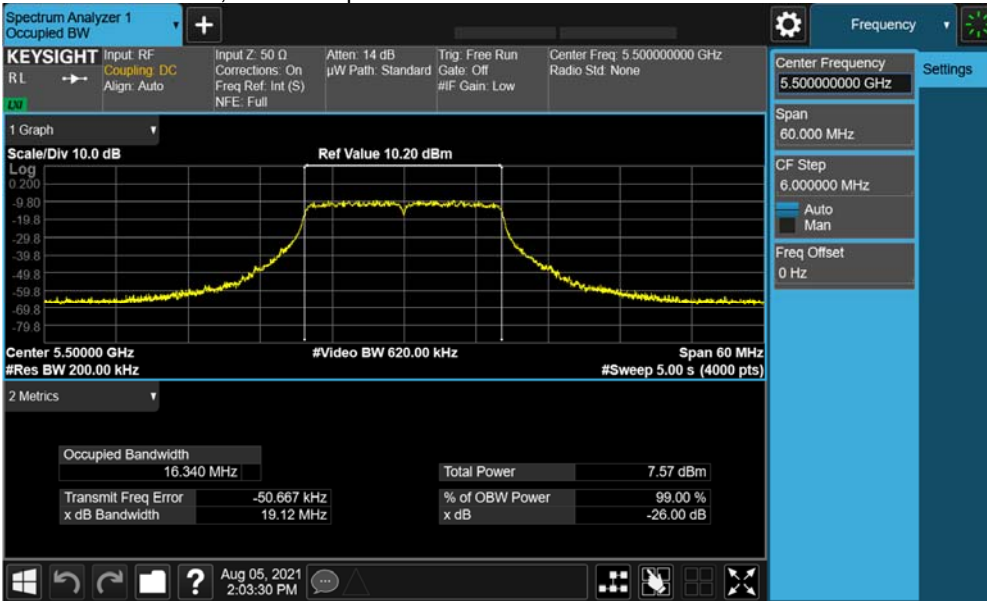 Spectrum Analyzer 1
Occupied BW
+
Frequency
KEYSIGHT
RL
LXI
Input: RF
Coupling: DC
Align: Auto
Input Z: 50 Ω
Corrections: On
Freq Ref: Int (S)
NFE: Full
Atten: 14 dB
µW Path: Standard
Trig: Free Run
Gate: Off
#IF Gain: Low
Center Freq: 5.500000000 GHz
Radio Std: None
Center Frequency
5.500000000 GHz
Settings
Span
60.000 MHz
CF Step
6.000000 MHz
Auto
Man
Freq Offset
0 Hz
1 Graph
Scale/Div 10.0 dB
Ref Value 10.20 dBm
Log
0.200
-9.80
-19.8
-29.8
-39.8
-49.8
-59.8
-69.8
-79.8
Center 5.50000 GHz
#Video BW 620.00 kHz
Span 60 MHz
#Res BW 200.00 kHz
#Sweep 5.00 s (4000 pts)
2 Metrics
Occupied Bandwidth
16.340 MHz
Total Power 7.57 dBm
Transmit Freq Error -50.667 kHz
% of OBW Power 99.00 %
x dB Bandwidth 19.12 MHz
x dB -26.00 dB
?
Aug 05, 2021
2:03:30 PM